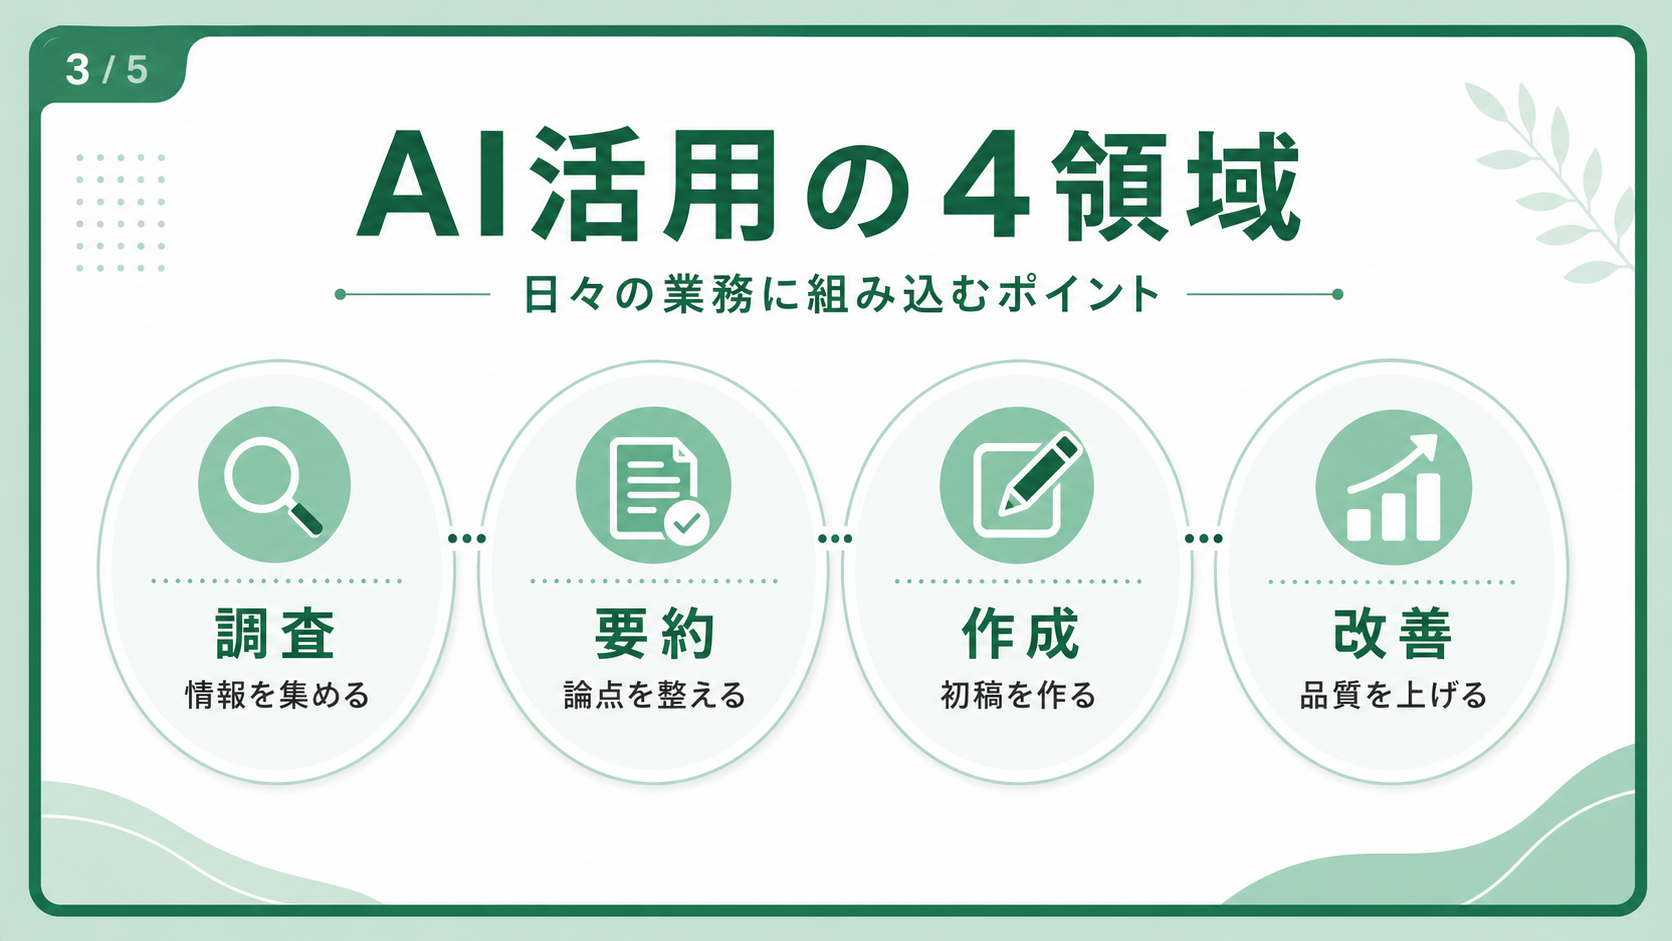 3 / 5
AI活用の4領域
日々の業務に組み込むポイント
調査
情報を集める
要約
論点を整える
作成
初稿を作る
改善
品質を上げる